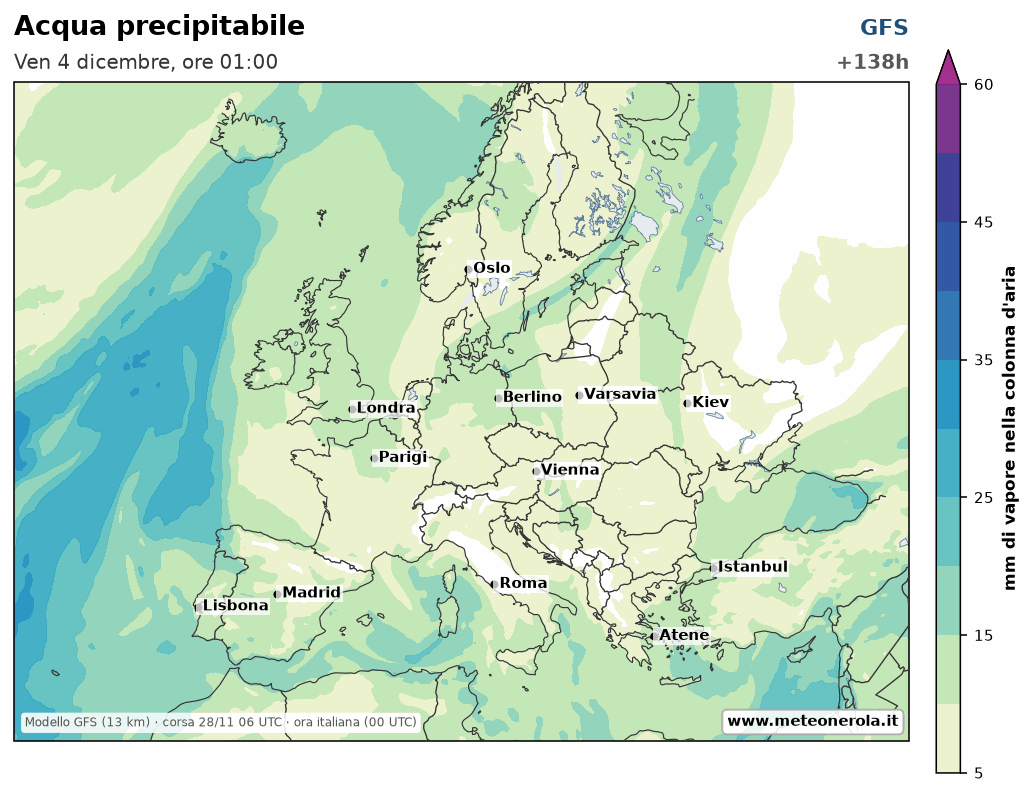 Acqua precipitabile
GFS
Ven 4 dicembre, ore 01:00
+138h
60
45
35
25
15
5
mm di vapore nella colonna d'aria
Oslo
Berlino
Varsavia
Kiev
Londra
Parigi
Vienna
Istanbul
Roma
Madrid
Lisbona
Atene
Modello GFS (13 km) · corsa 28/11 06 UTC · ora italiana (00 UTC)
www.meteonerola.it